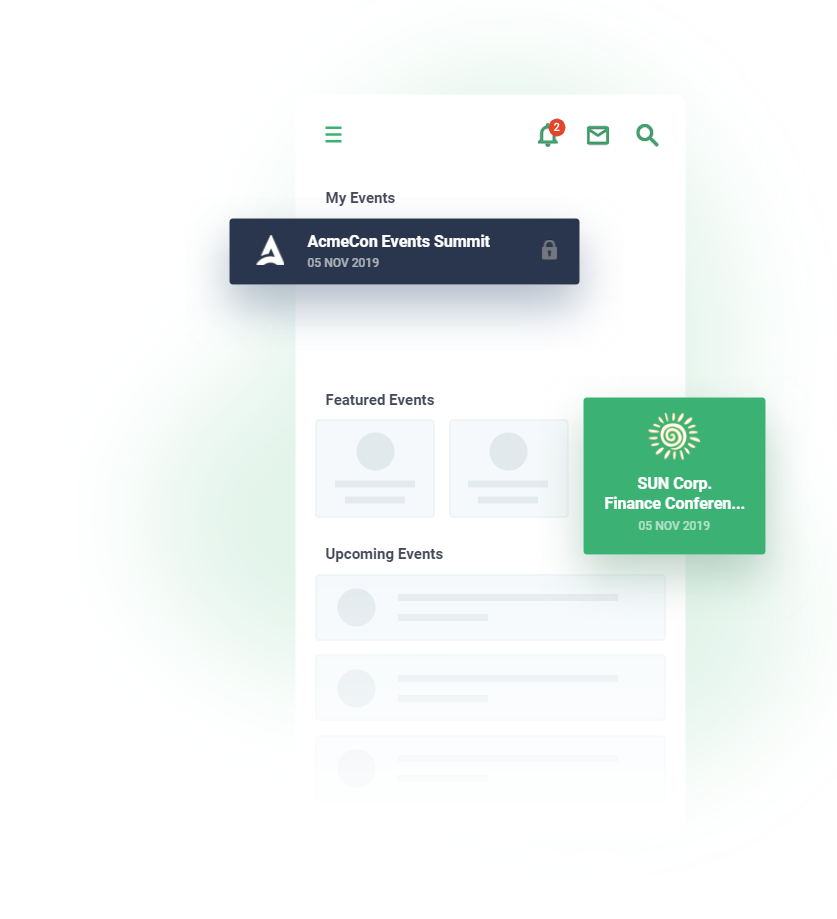 2
My Events
AcmeCon Events Summit
05 NOV 2019
Featured Events
SUN Corp.
Finance Conferen...
05 NOV 2019
Upcoming Events